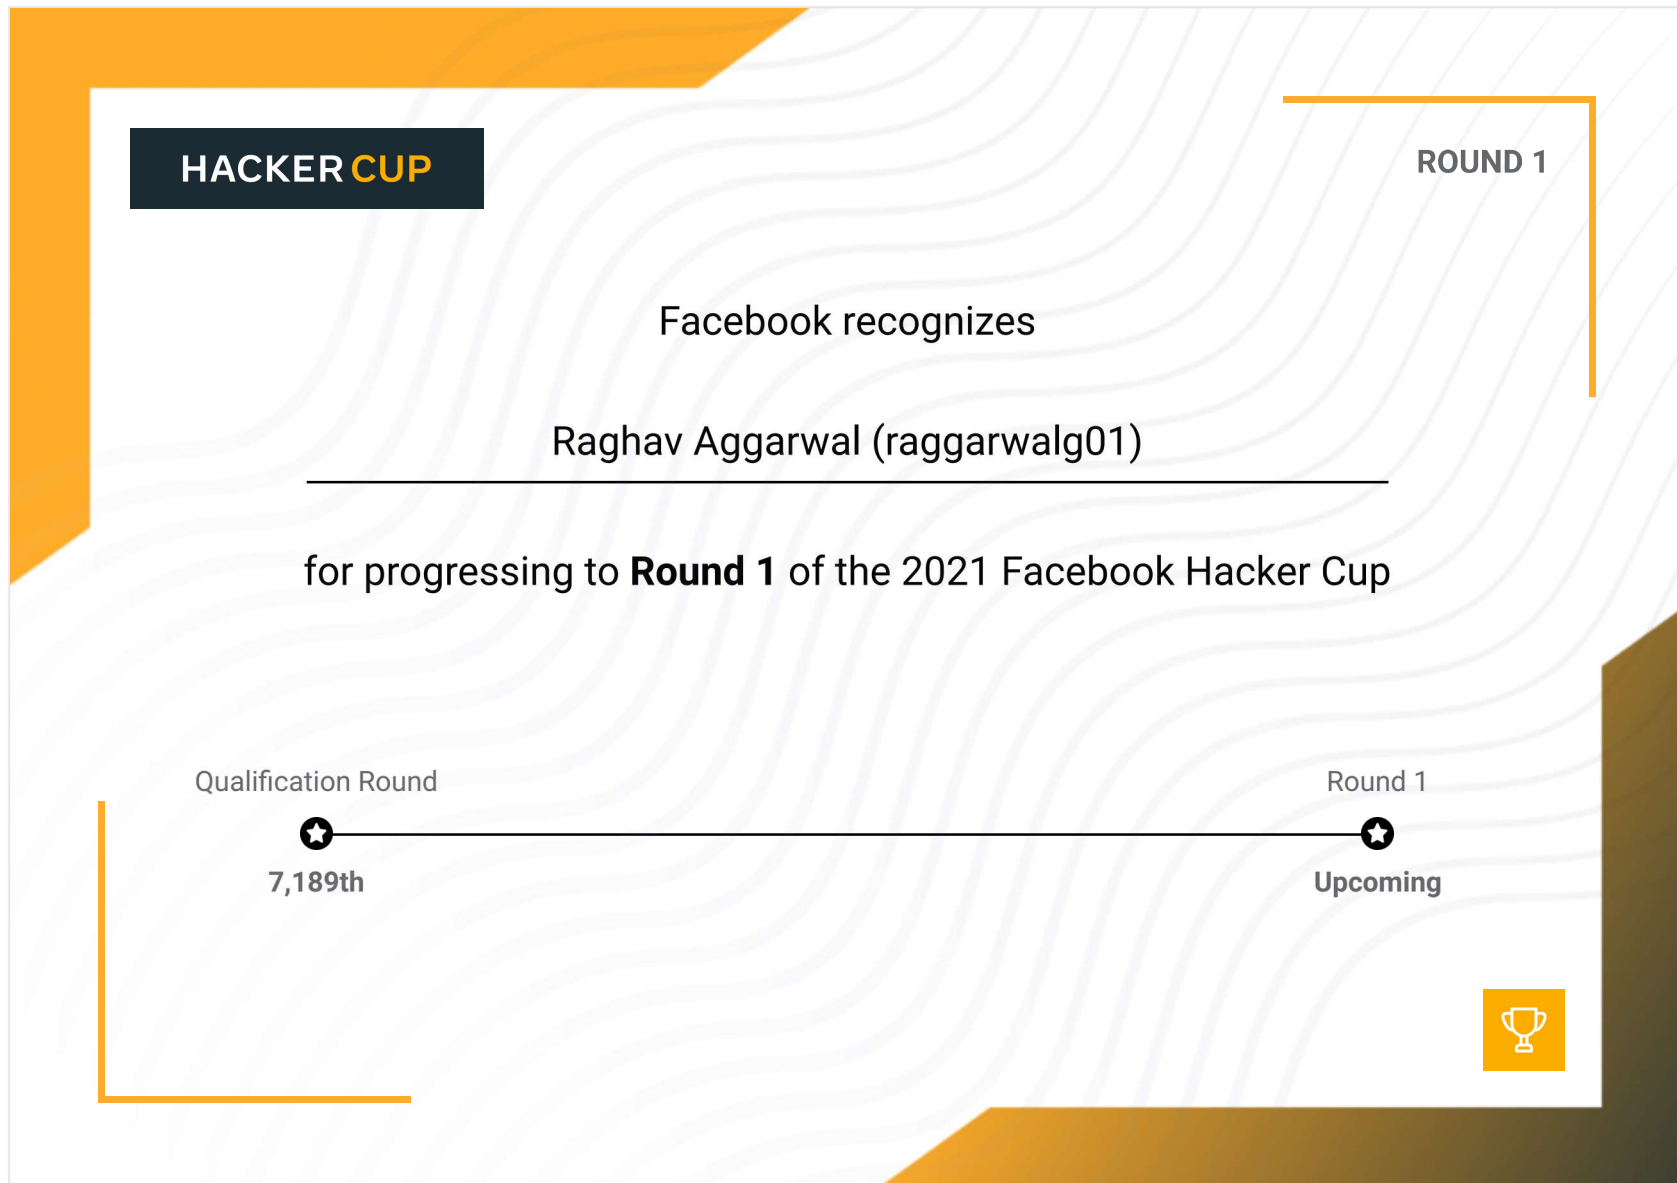 HACKER CUP
ROUND 1
Facebook recognizes
Raghav Aggarwal (raggarwalg01)
for progressing to Round 1 of the 2021 Facebook Hacker Cup
Qualification Round
Round 1
7,189th
Upcoming